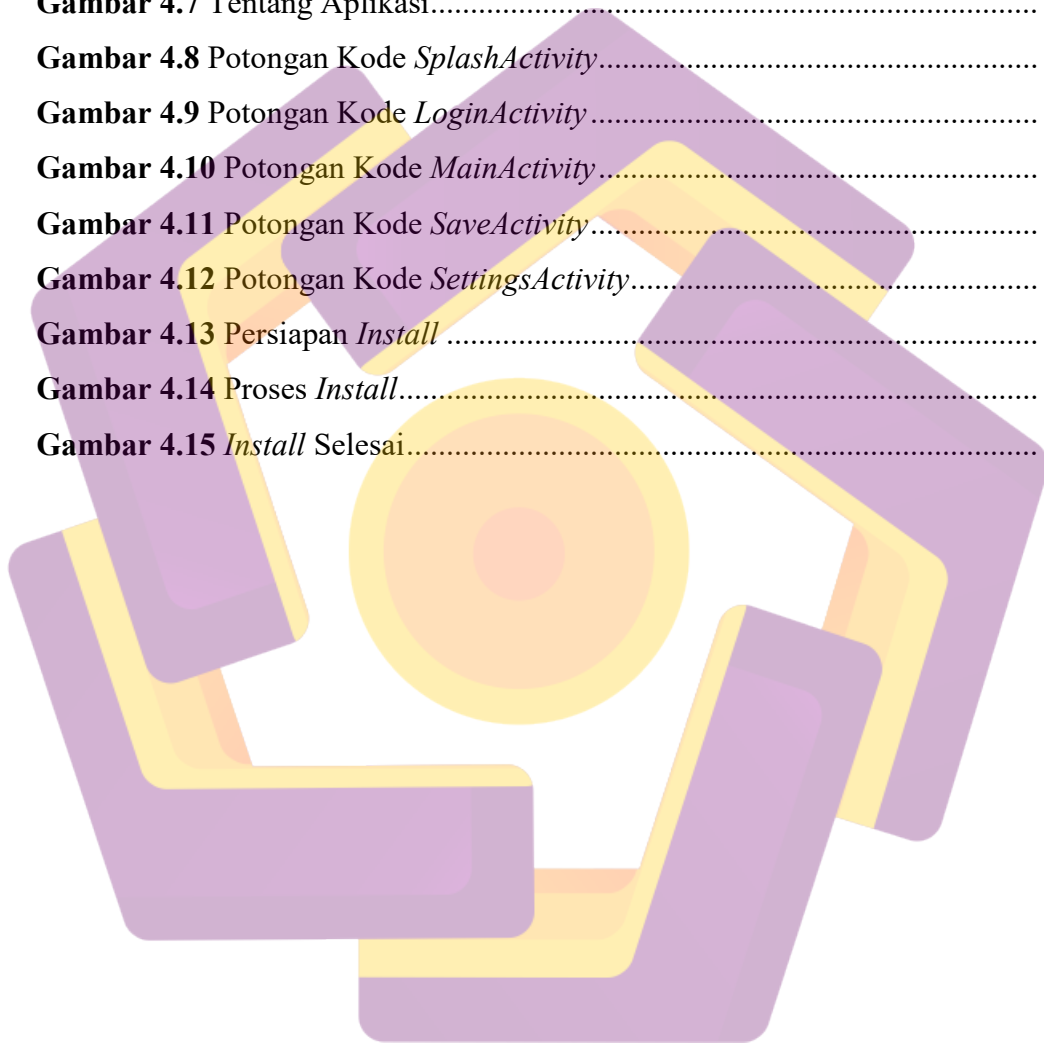 Gambar 4.7 Tentang Aplikasi........................................................................
Gambar 4.8 Potongan Kode SplashActivity....................................................
Gambar 4.9 Potongan Kode LoginActivity.....................................................
Gambar 4.10 Potongan Kode MainActivity....................................................
Gambar 4.11 Potongan Kode SaveActivity.....................................................
Gambar 4.12 Potongan Kode SettingsActivity................................................
Gambar 4.13 Persiapan Install .......................................................................
Gambar 4.14 Proses Install.............................................................................
Gambar 4.15 Install Selesai............................................................................